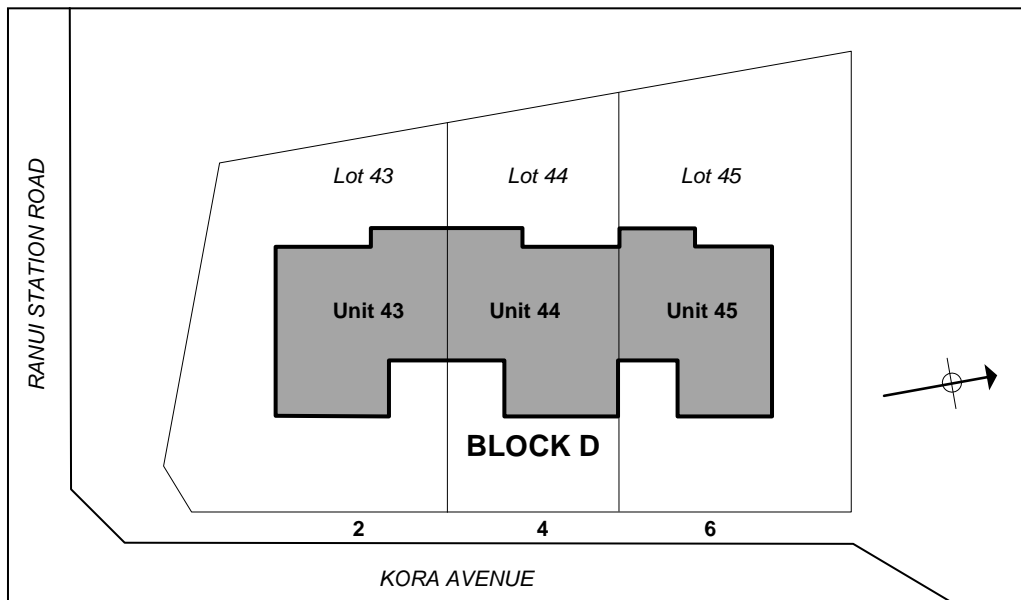 RANUI STATION ROAD
Lot 43
Lot 44
Lot 45
Unit 43
Unit 44
Unit 45
BLOCK D
2
4
6
KORA AVENUE